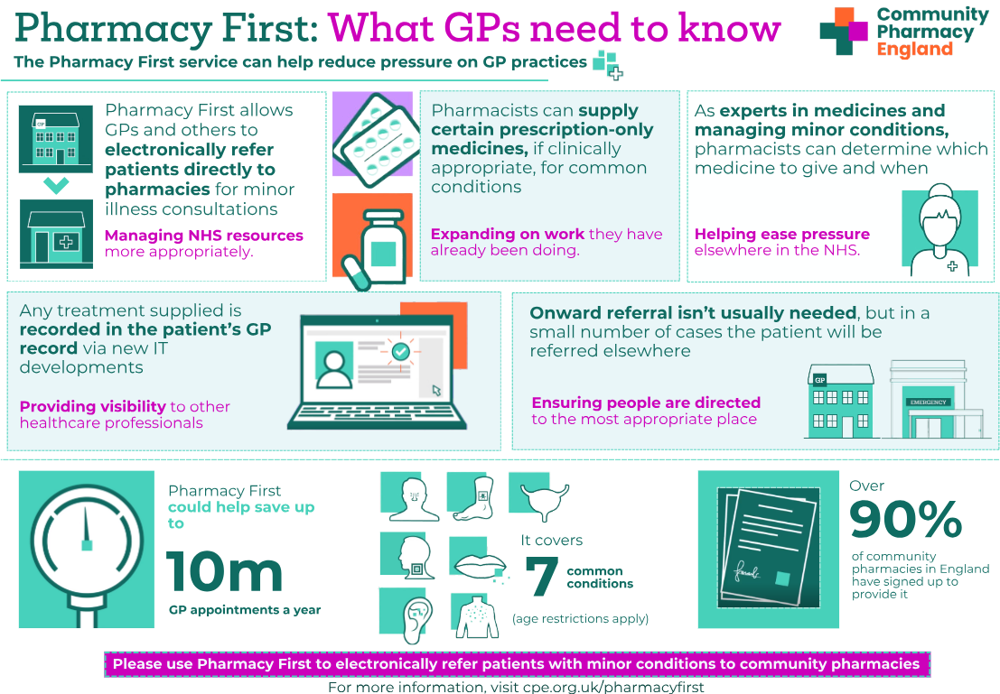 Pharmacy First: What GPs need to know
Community
Pharmacy
England
The Pharmacy First service can help reduce pressure on GP practices
GP
Pharmacy First allows
GPs and others to
electronically refer
patients directly to
pharmacies for minor
illness consultations
Managing NHS resources
more appropriately.
Pharmacists can supply
certain prescription-only
medicines, if clinically
appropriate, for common
conditions
Expanding on work they have
already been doing.
As experts in medicines and
managing minor conditions,
pharmacists can determine which
medicine to give and when
Helping ease pressure
elsewhere in the NHS.
Any treatment supplied is
recorded in the patient’s GP
record via new IT
developments
Providing visibility to other
healthcare professionals
Onward referral isn’t usually needed, but in a
small number of cases the patient will be
referred elsewhere
Ensuring people are directed
to the most appropriate place
GP
EMERGENCY
Pharmacy First
could help save up
to
10m
GP appointments a year
It covers
7 common
conditions
(age restrictions apply)
Over
90%
of community
pharmacies in England
have signed up to
provide it
Please use Pharmacy First to electronically refer patients with minor conditions to community pharmacies
For more information, visit cpe.org.uk/pharmacyfirst